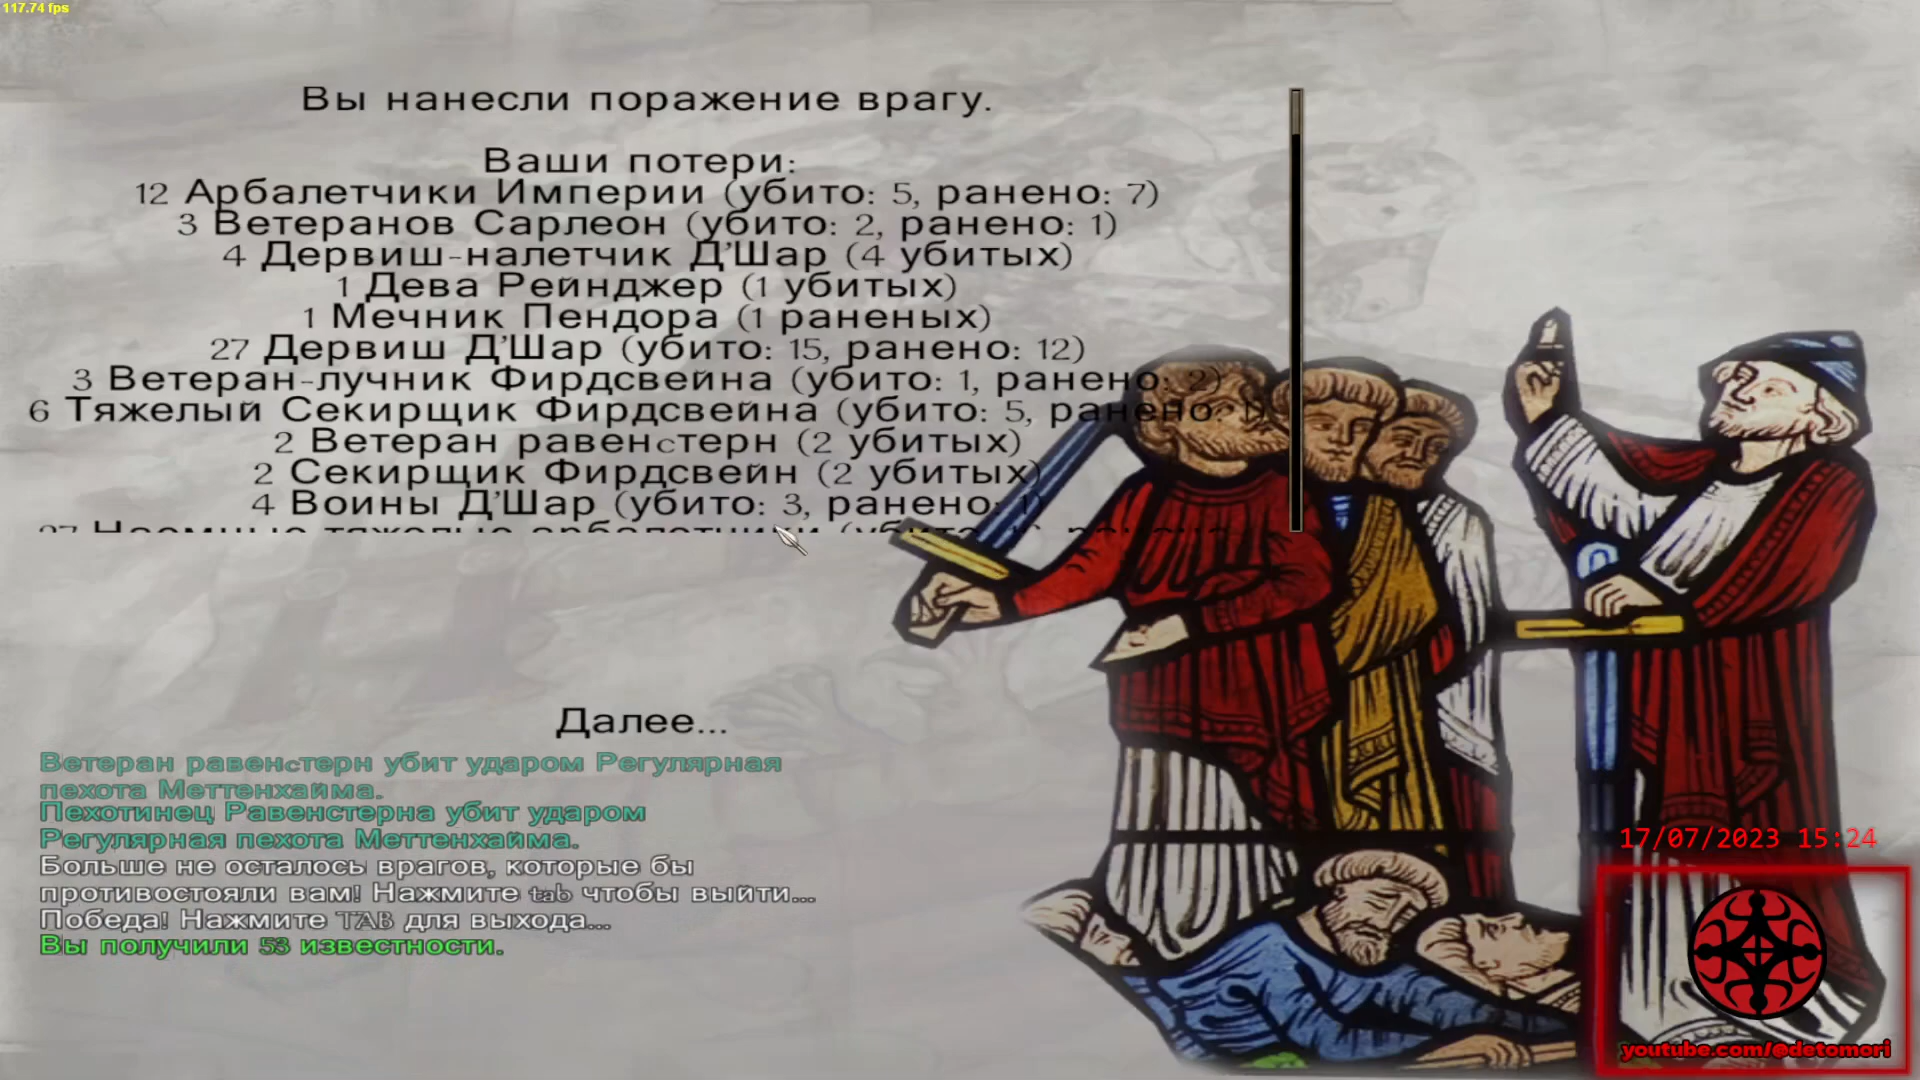 117.74 fps
Вы нанесли поражение врагу.
Ваши потери:
12 Арбалетчики Империи (убито: 5, ранено: 7)
3 Ветеранов Сарлеон (убито: 2, ранено: 1)
4 Дервиш-налетчик Д'Шар (4 убитых)
1 Дева Рейнджер (1 убитых)
1 Мечник Пендора (1 раненых)
27 Дервиш Д'Шар (убито: 15, ранено: 12)
3 Ветеран-лучник Фирдсвейна (убито: 1, ранено: 2)
6 Тяжелый Секирщик Фирдсвейна (убито: 5, ранено: 1)
2 Ветеран равенстерн (2 убитых)
2 Секирщик Фирдсвейн (2 убитых)
4 Воины Д'Шар (убито: 3, ранено: 1)
Наемные тяжелые арбалетчики
Далее...
Ветеран равенстерн убит ударом Регулярная
пехота Меттенхайма.
Пехотинец Равенстерна убит ударом
Регулярная пехота Меттенхайма.
Больше не осталось врагов, которые бы
противостояли вам! Нажмите tab чтобы выйти...
Победа! Нажмите TAB для выхода...
Вы получили 53 известности.
17/07/2023 15:24
youtube.com/@detomori